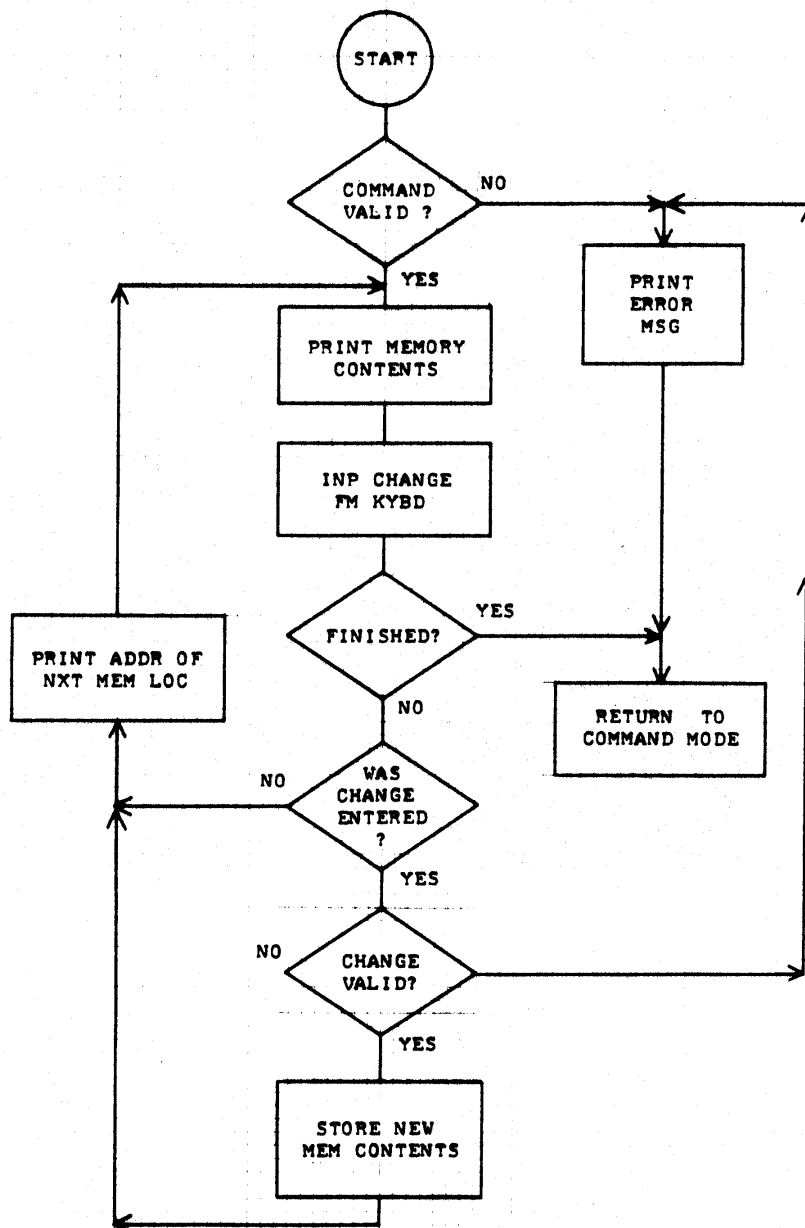 START
COMMAND
VALID ?
NO
YES
PRINT
ERROR
MSG
PRINT MEMORY
CONTENTS
INP CHANGE
FM KYBD
FINISHED?
YES
NO
PRINT ADDR OF
NXT MEM LOC
RETURN TO
COMMAND MODE
WAS
CHANGE
ENTERED
?
NO
YES
CHANGE
VALID?
NO
YES
STORE NEW
MEM CONTENTS